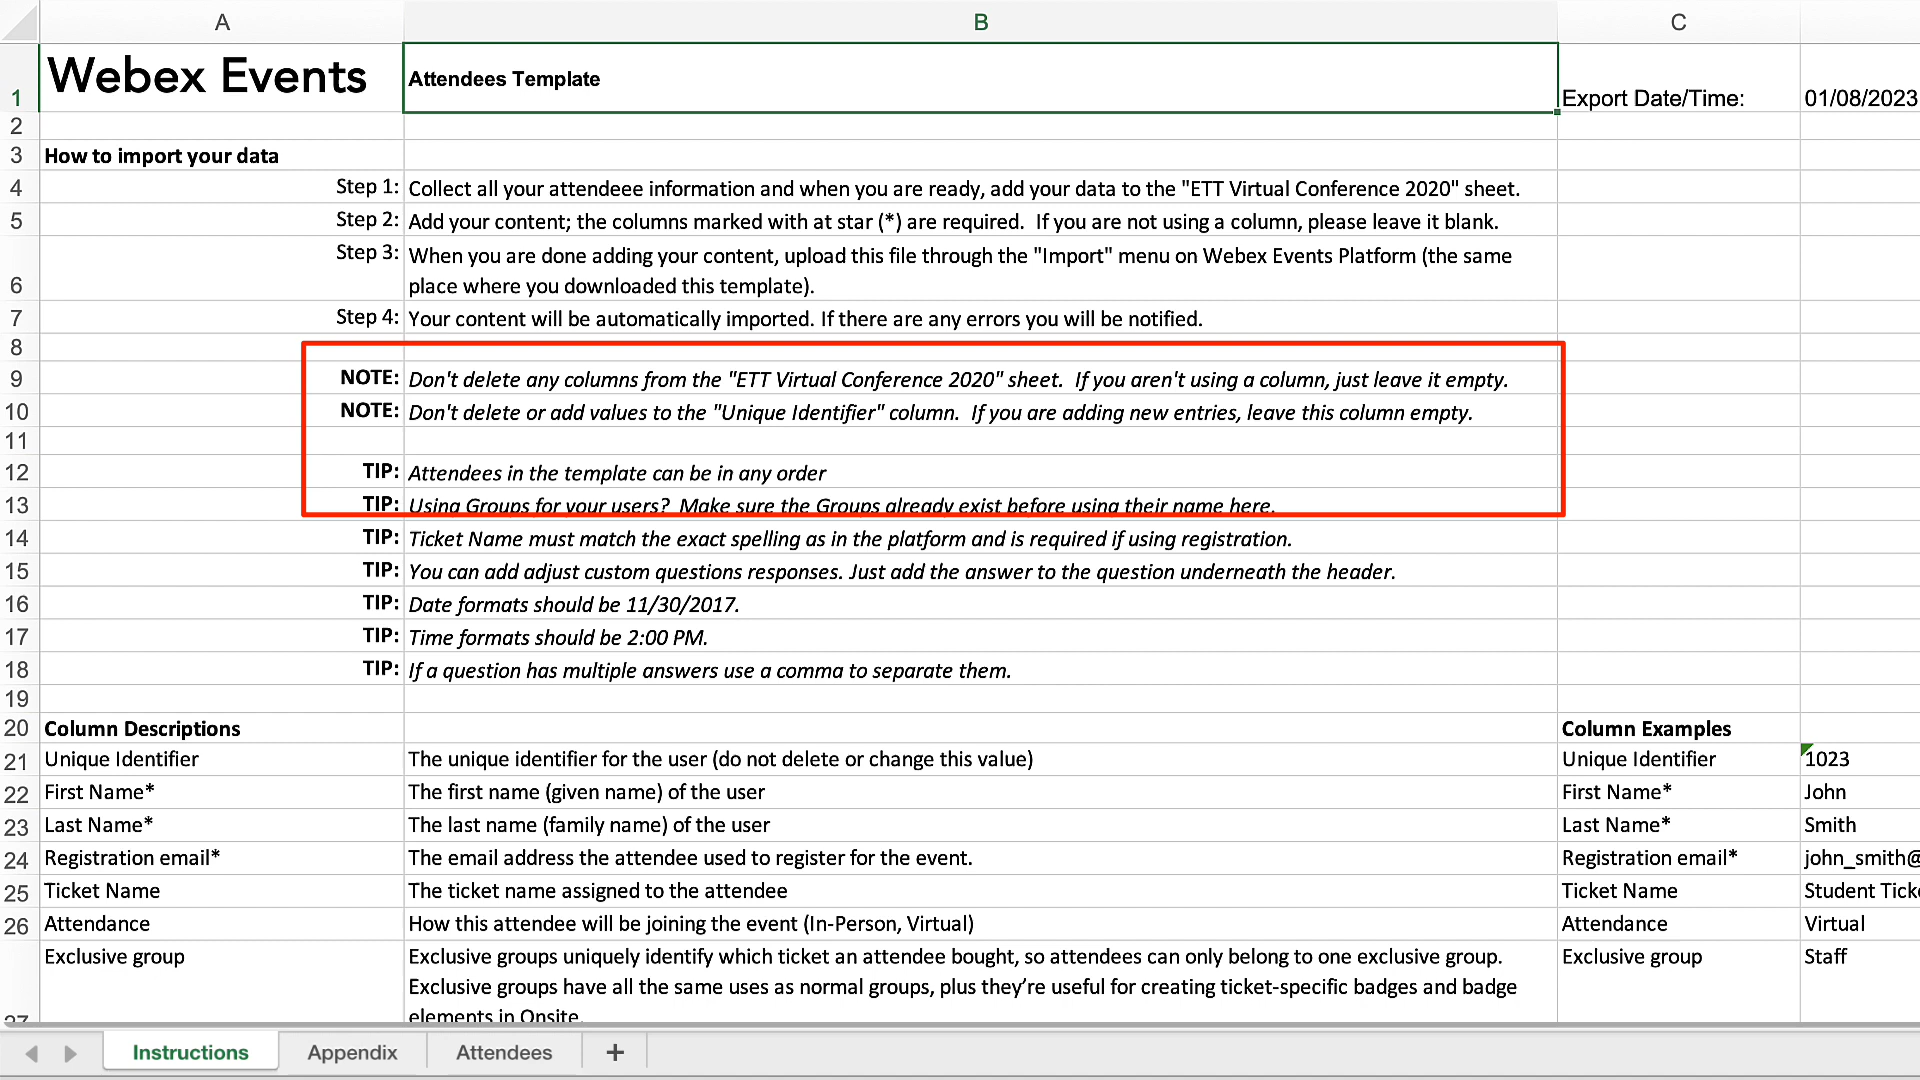 A B C
1 Webex Events Attendees Template Export Date/Time: 01/08/2023
2
3 How to import your data
4 Step 1: Collect all your attendeee information and when you are ready, add your data to the "ETT Virtual Conference 2020" sheet.
5 Step 2: Add your content; the columns marked with at star (*) are required.  If you are not using a column, please leave it blank.
Step 3: When you are done adding your content, upload this file through the "Import" menu on Webex Events Platform (the same
6 place where you downloaded this template).
7 Step 4: Your content will be automatically imported. If there are any errors you will be notified.
8
9 NOTE: Don't delete any columns from the "ETT Virtual Conference 2020" sheet.  If you aren't using a column, just leave it empty.
10 NOTE: Don't delete or add values to the "Unique Identifier" column.  If you are adding new entries, leave this column empty.
11
12 TIP: Attendees in the template can be in any order
13 TIP: Using Groups for your users?  Make sure the Groups already exist before using their name here.
14 TIP: Ticket Name must match the exact spelling as in the platform and is required if using registration.
15 TIP: You can add adjust custom questions responses. Just add the answer to the question underneath the header.
16 TIP: Date formats should be 11/30/2017.
17 TIP: Time formats should be 2:00 PM.
18 TIP: If a question has multiple answers use a comma to separate them.
19
20 Column Descriptions Column Examples
21 Unique Identifier The unique identifier for the user (do not delete or change this value) Unique Identifier 1023
22 First Name* The first name (given name) of the user First Name* John
23 Last Name* The last name (family name) of the user Last Name* Smith
24 Registration email* The email address the attendee used to register for the event. Registration email* john_smith@
25 Ticket Name The ticket name assigned to the attendee Ticket Name Student Ticke
26 Attendance How this attendee will be joining the event (In-Person, Virtual) Attendance Virtual
Exclusive group Exclusive groups uniquely identify which ticket an attendee bought, so attendees can only belong to one exclusive group. Exclusive group Staff
Exclusive groups have all the same uses as normal groups, plus they’re useful for creating ticket-specific badges and badge
27 elements in Onsite.
Instructions Appendix Attendees +